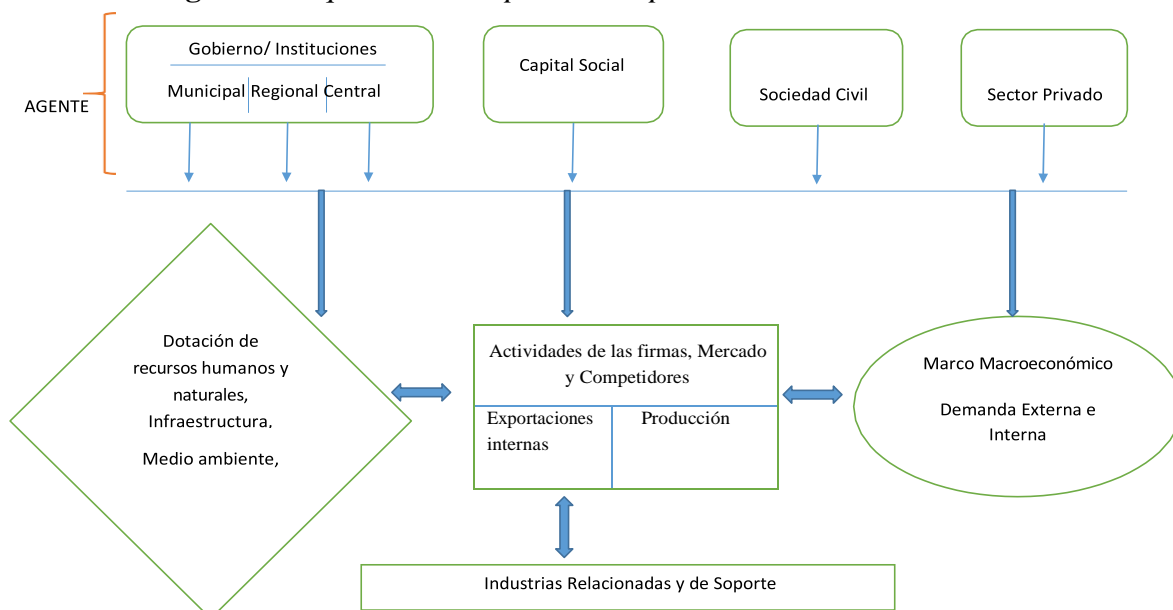 Gobierno/ Instituciones
Municipal Regional Central
Capital Social
Sociedad Civil
Sector Privado
AGENTE
Dotación de
recursos humanos y
naturales,
Infraestructura.
Medio ambiente,
Actividades de las firmas, Mercado
y Competidores
Exportaciones
internas
Producción
Marco Macroeconómico
Demanda Externa e
Interna
Industrias Relacionadas y de Soporte